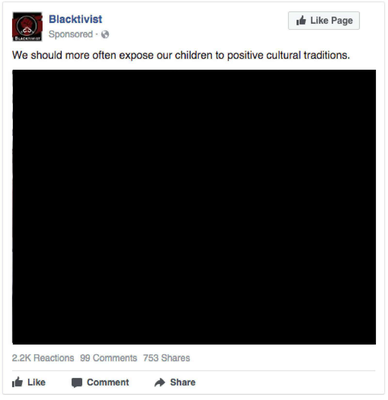 Blacktivist
Like Page
Sponsored ·
BLACKTIVIST
We should more often expose our children to positive cultural traditions.
2.2K Reactions 99 Comments 753 Shares
Like Comment Share